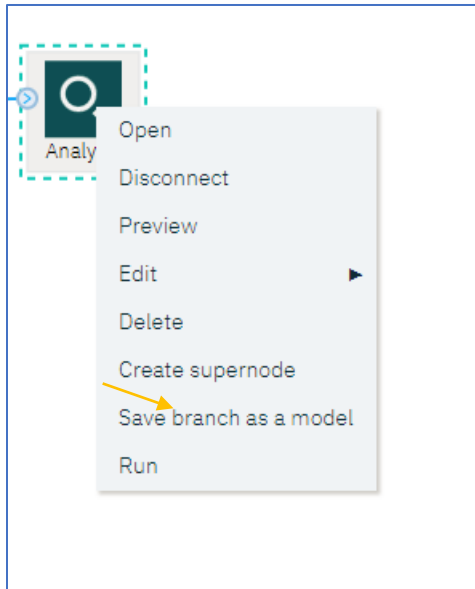 Analy
Open
Disconnect
Preview
Edit
Delete
Create supernode
Save branch as a model
Run